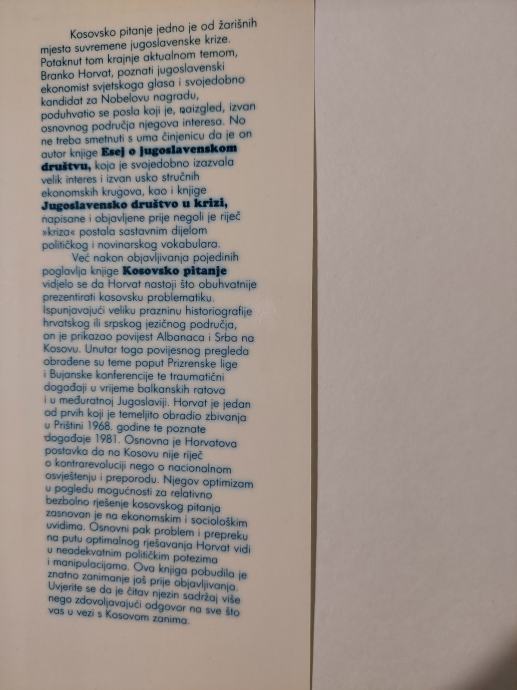 Kosovsko pitanje jedno je od žarišnih
mjesta suvremene jugoslavenske krize.
Potaknut tom krajnje aktualnom temom,
Branko Horvat, poznati jugoslavenski
ekonomist svjetskoga glasa i svojedobno
kandidat za Nobelovu nagradu,
poduhvatio se posla koji je, naizgled, izvan
osnovnog područja njegova interesa. No
ne treba smetnuti s uma činjenicu da je on
autor knjige Esej o jugoslavenskom
društvu, koja je svojedobno izazvala
velik interes i izvan usko stručnih
ekonomskih krugova, kao i knjige
Jugoslavensko društvo u krizi,
napisane i objavljene prije negoli je riječ
»kriza« postala sastavnim dijelom
političkog i novinarskog vokabulara.
Već nakon objavljivanja pojedinih
poglavlja knjige Kosovsko pitanje
vidjelo se da Horvat nastoji što obuhvatnije
prezentirati kosovsku problematiku.
Ispunjavajući veliku prazninu historiografije
hrvatskog ili srpskog jezičnog područja,
on je prikazao povijest Albanaca i Srba na
Kosovu. Unutar toga povijesnog pregleda
obrađene su teme poput Prizrenske lige
i Bujanske konferencije te traumatični
događaji u vrijeme balkanskih ratova
i u međuratnoj Jugoslaviji. Horvat je jedan
od prvih koji je temeljito obradio zbivanja
u Prištini 1968. godine te poznate
događaje 1981. Osnovna je Horvatova
postavka da na Kosovu nije riječ
o kontrarevoluciji nego o nacionalnom
osvještenju i preporodu. Njegov optimizam
u pogledu mogućnosti za relativno
bezbolno rješenje kosovskog pitanja
zasnovan je na ekonomskim i sociološkim
uvidima. Osnovni pak problem i prepreku
na putu optimalnog rješavanja Horvat vidi
u neadekvatnim političkim potezima
i manipulacijama. Ova knjiga pobudila je
znatno zanimanje još prije objavljivanja.
Uvjerite se da je čitav njezin sadržaj više
nego zdovoljavajući odgovor na sve što
vas u vezi s Kosovom zanima.